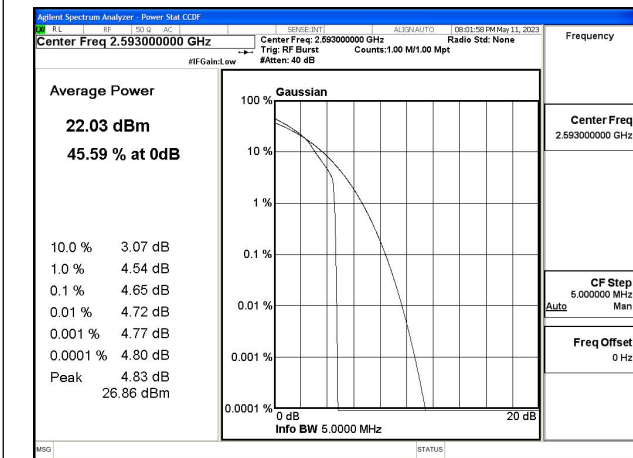 Agilent Spectrum Analyzer - Power Stat CCDF
RL RF 50 Ω AC SENSE:INT ALIGN AUTO 08:01:58 PM May 11, 2023
Center Freq 2.593000000 GHz
Center Freq: 2.593000000 GHz Radio Std: None
Trig: RF Burst Counts:1.00 M/1.00 Mpt
#IFGain:Low #Atten: 40 dB
Frequency
Average Power
22.03 dBm
45.59 % at 0dB
10.0 % 3.07 dB
1.0 % 4.54 dB
0.1 % 4.65 dB
0.01 % 4.72 dB
0.001 % 4.77 dB
0.0001 % 4.80 dB
Peak 4.83 dB
26.86 dBm
Gaussian
100 %
10 %
1 %
0.1 %
0.01 %
0.001 %
0.0001 %
0 dB 20 dB
Info BW 5.0000 MHz
Center Freq
2.593000000 GHz
CF Step
5.000000 MHz
Auto Man
Freq Offset
0 Hz
MSG STATUS